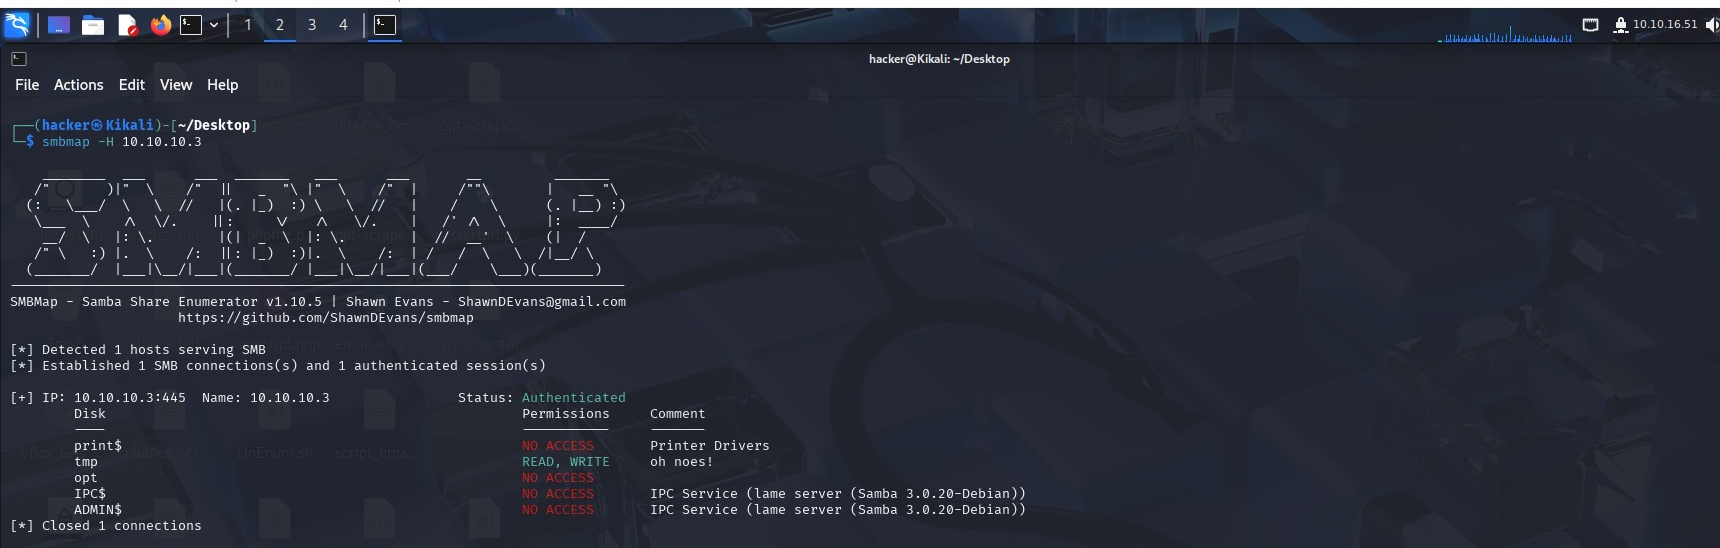 1 2 3 4 10.10.16.51
hacker@Kikali: ~/Desktop
File Actions Edit View Help
┌──(hacker㉿Kikali)-[~/Desktop]
└─$ smbmap -H 10.10.10.3
SMBMAP
SMBMap - Samba Share Enumerator v1.10.5 | Shawn Evans - ShawnDEvans@gmail.com
https://github.com/ShawnDEvans/smbmap
[*] Detected 1 hosts serving SMB
[*] Established 1 SMB connections(s) and 1 authenticated session(s)
[+] IP: 10.10.10.3:445 Name: 10.10.10.3 Status: Authenticated
Disk Permissions Comment
---- ----------- -------
print$ NO ACCESS Printer Drivers
tmp READ, WRITE oh noes!
opt NO ACCESS
IPC$ NO ACCESS IPC Service (lame server (Samba 3.0.20-Debian))
ADMIN$ NO ACCESS IPC Service (lame server (Samba 3.0.20-Debian))
[*] Closed 1 connections